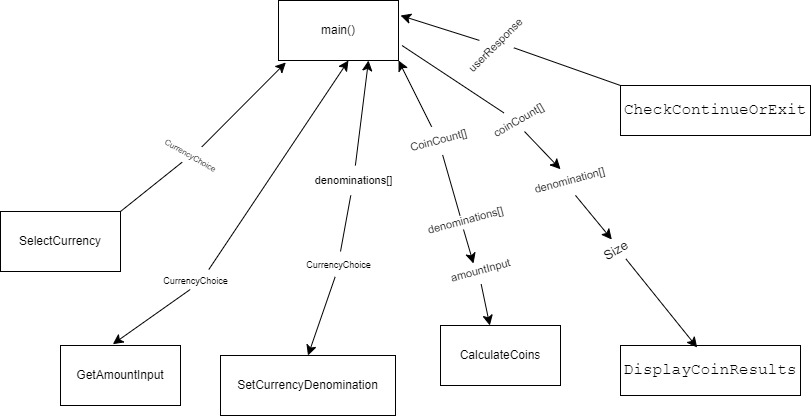 main()
userResponse
CheckContinueOrExit
coinCount[]
CoinCount[]
CurrencyChoice
denominations[]
denomination[]
denominations[]
SelectCurrency
Size
CurrencyChoice
CurrencyChoice
amountInput
GetAmountInput
SetCurrencyDenomination
CalculateCoins
DisplayCoinResults